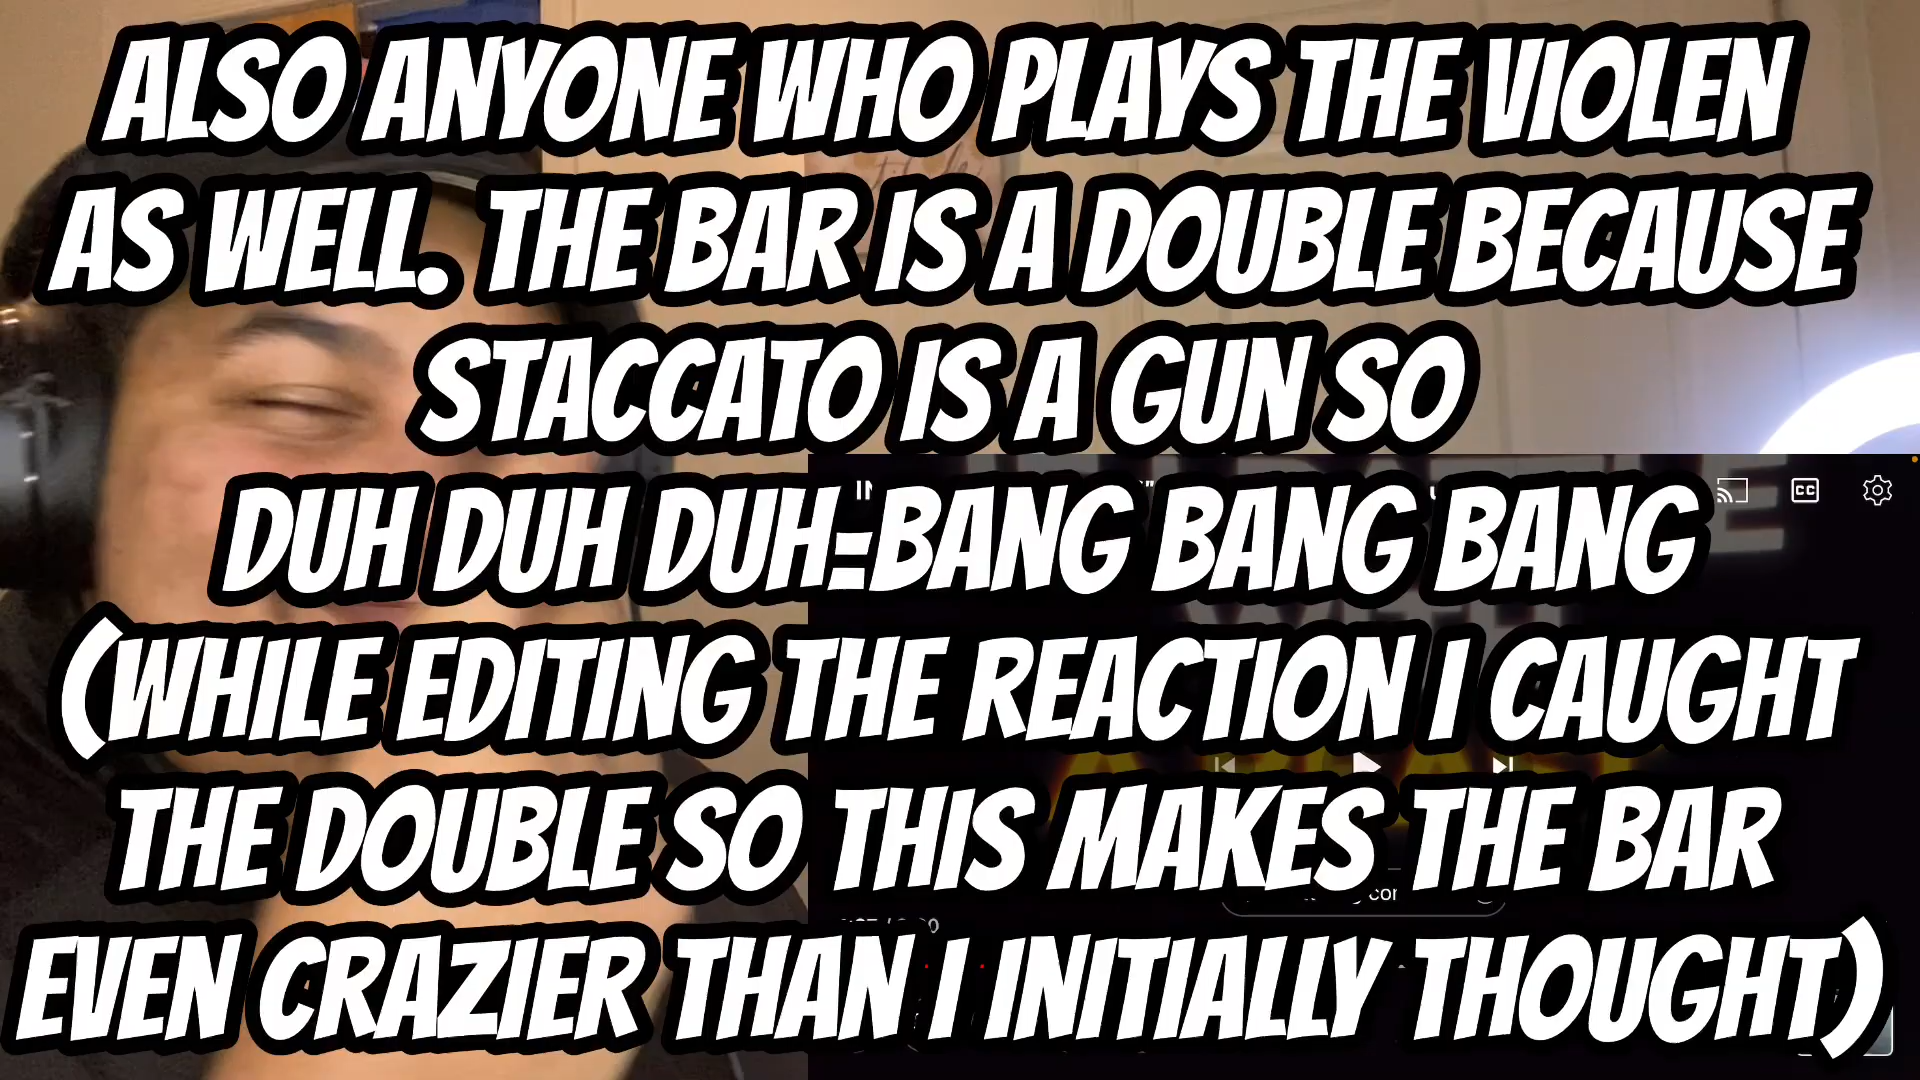 ALSO ANYONE WHO PLAYS THE VIOLEN
AS WELL. THE BAR IS A DOUBLE BECAUSE
STACCATO IS A GUN SO
DUH DUH DUH=BANG BANG BANG
(WHILE EDITING THE REACTION I CAUGHT
THE DOUBLE SO THIS MAKES THE BAR
EVEN CRAZIER THAN I INITIALLY THOUGHT)
CC